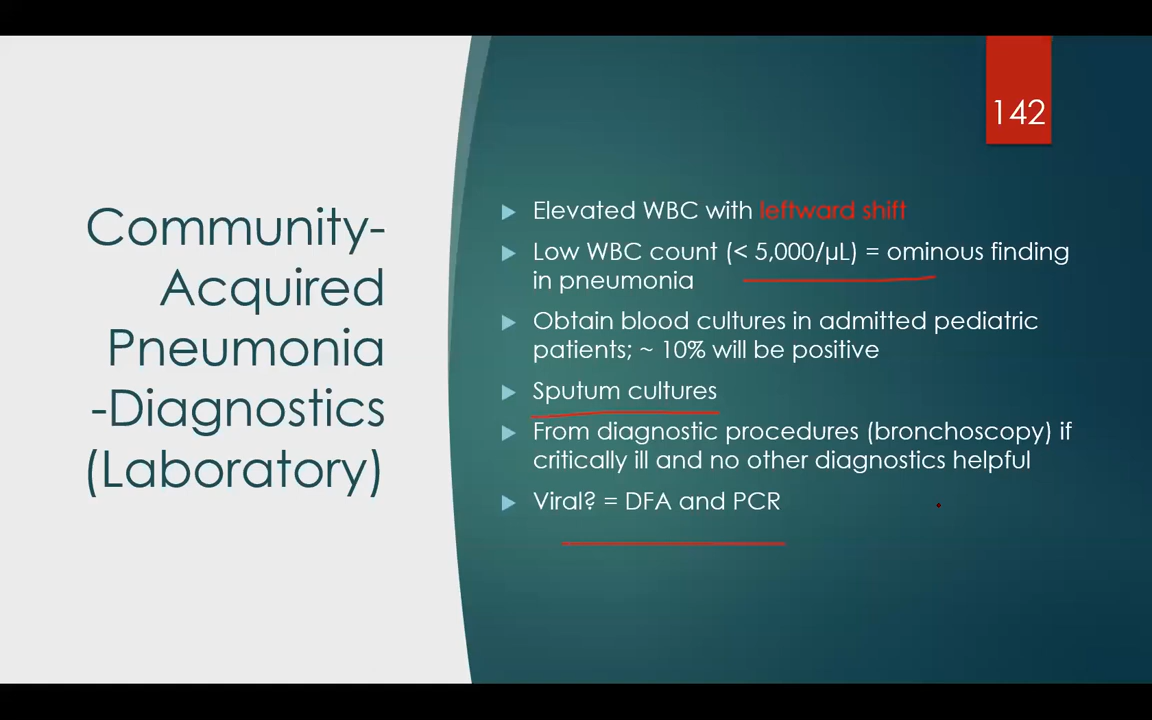 142
Community-
Acquired
Pneumonia
-Diagnostics
(Laboratory)
Elevated WBC with leftward shift
Low WBC count (< 5,000/µL) = ominous finding
in pneumonia
Obtain blood cultures in admitted pediatric
patients; ~ 10% will be positive
Sputum cultures
From diagnostic procedures (bronchoscopy) if
critically ill and no other diagnostics helpful
Viral? = DFA and PCR